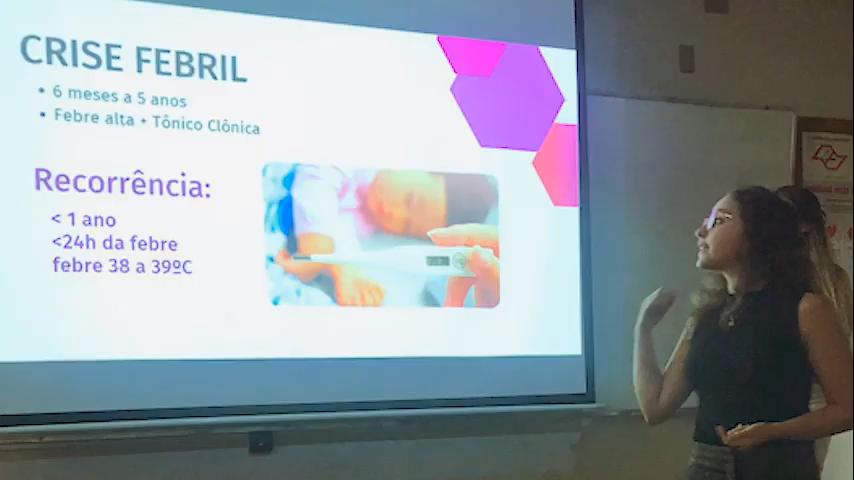 CRISE FEBRIL
• 6 meses a 5 anos
• Febre alta + Tônico Clônica
Recorrência:
< 1 ano
<24h da febre
febre 38 a 39ºC